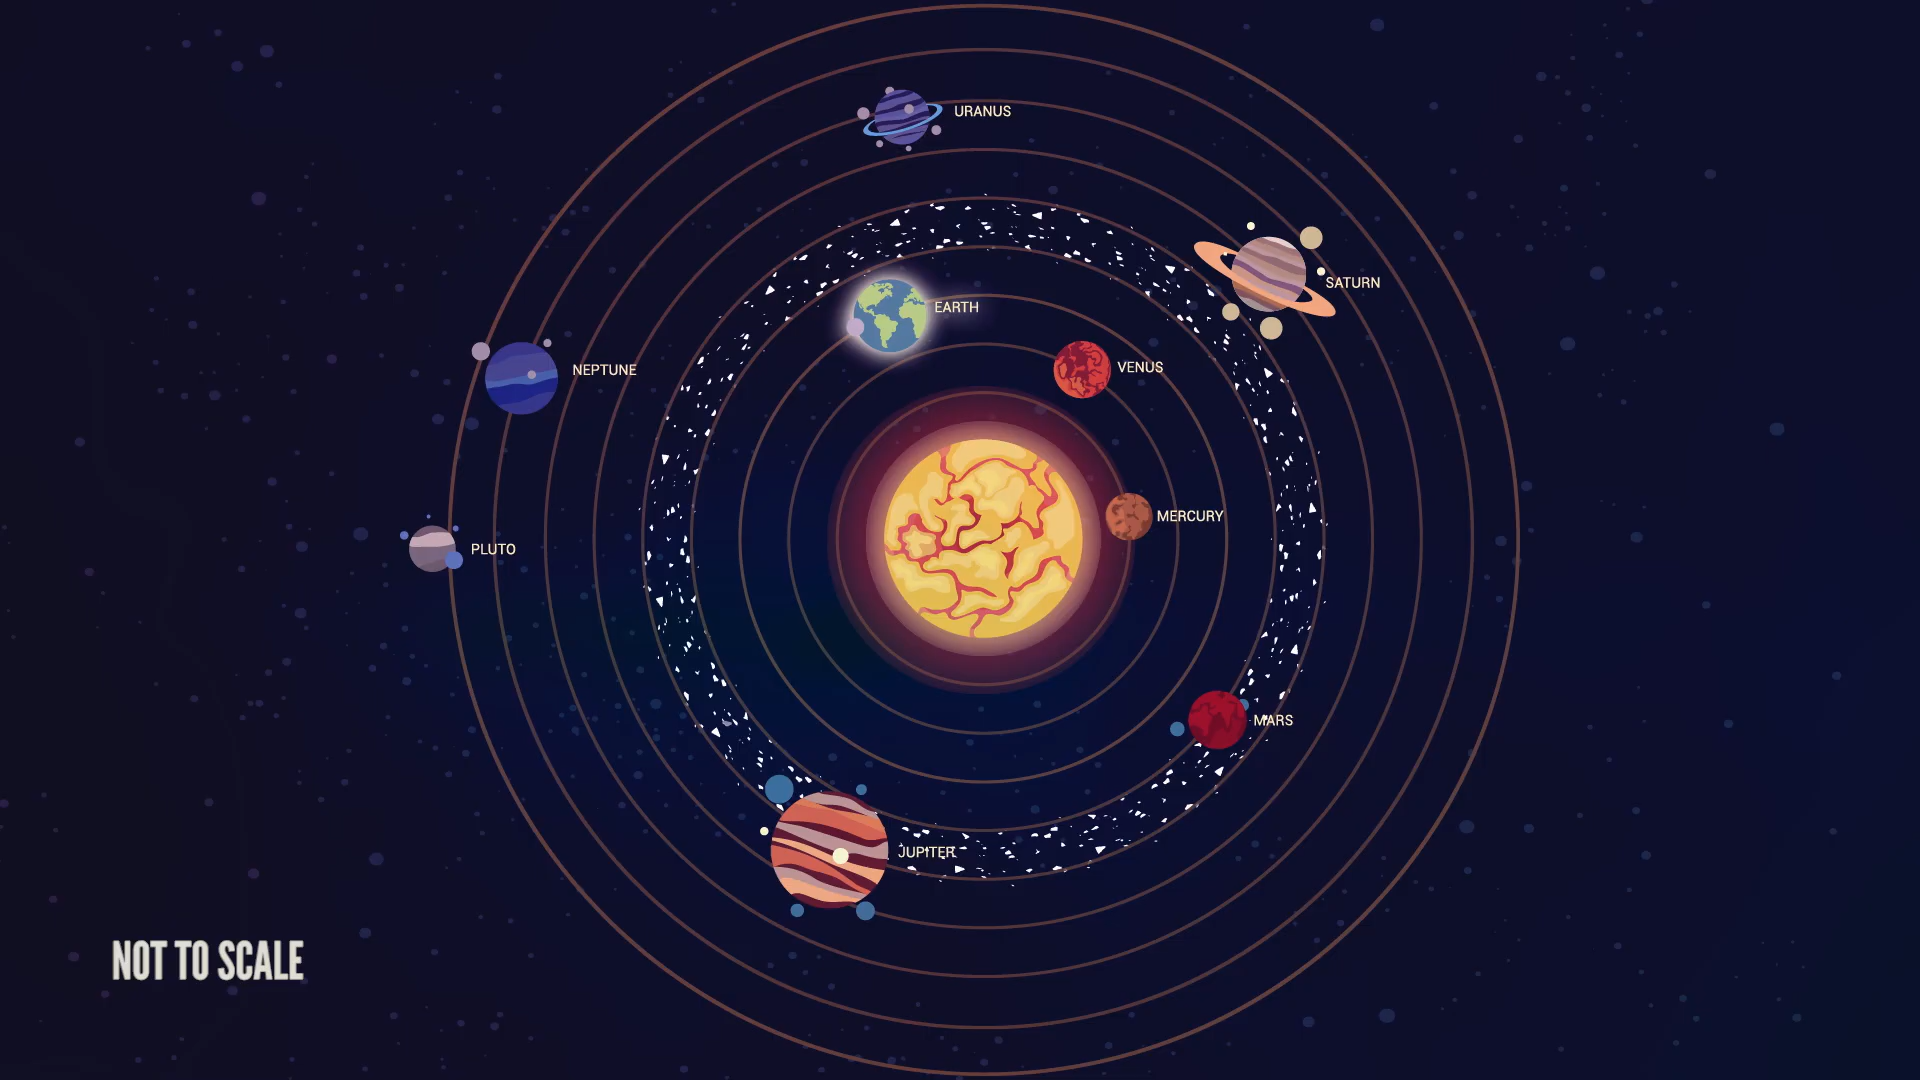 URANUS
SATURN
EARTH
VENUS
NEPTUNE
MERCURY
PLUTO
MARS
JUPITER
NOT TO SCALE